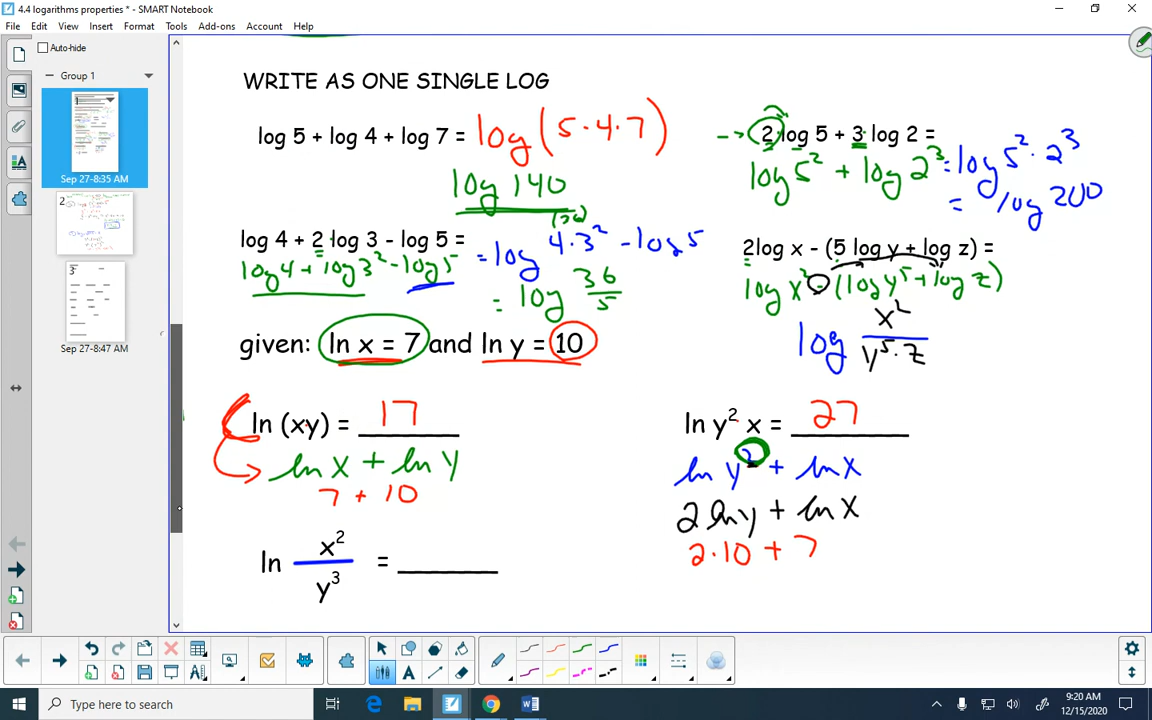 4.4 logarithms properties * - SMART Notebook
File Edit View Insert Format Tools Add-ons Account Help
Auto-hide
Group 1
1
Sep 27-8:35 AM
2
3
Sep 27-8:47 AM
WRITE AS ONE SINGLE LOG
log 5 + log 4 + log 7 = log (5·4·7)
log 140
2 log 5 + 3 log 2 =
log 5² + log 2³ = log 5²·2³
= log 200
log 4 + 2 log 3 - log 5 = = log 4·3² - log 5
log 4 + log 3² - log 5
(36)
= log 36/5
2log x - (5 log y + log z) =
log x² - (log y⁵ + log z)
log x²/y⁵·z
given: ln x = 7 and ln y = 10
ln (xy) = 17
ln x + ln y
7 + 10
ln y² x = 27
ln y² + ln x
2 ln y + ln x
2·10 + 7
ln x²/y³ = ________
Type here to search
9:20 AM
12/15/2020